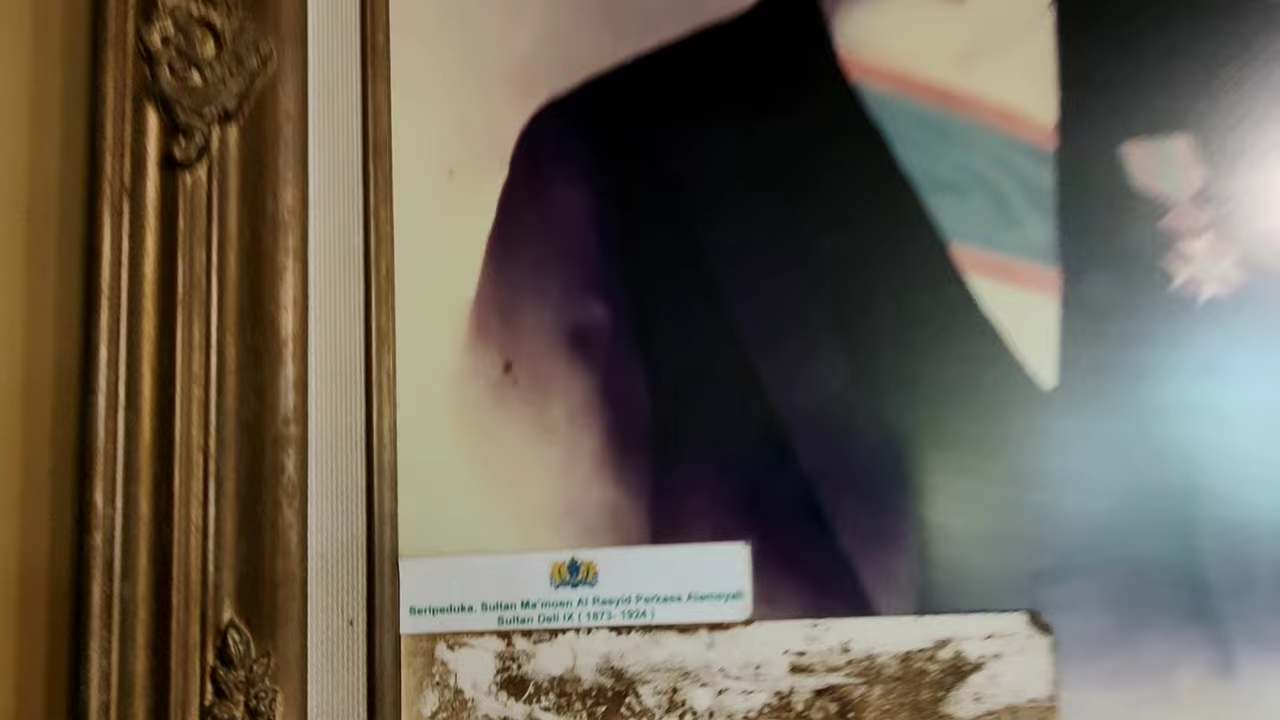 Seripaduka. Sultan Ma'moen Al Rasyid Perkasa Alamsyah
Sultan Deli IX ( 1873- 1924 )